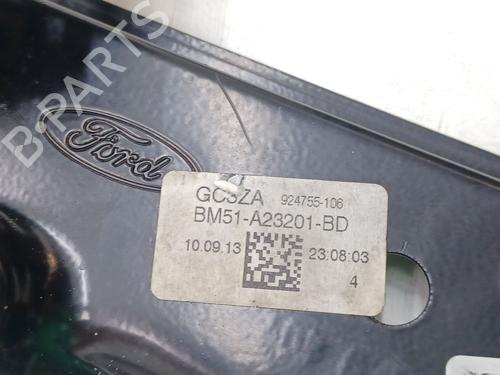 B-PARTS
Ford
GC3ZA 924755-106
BM51-A23201-BD
10.09.13 23:08:03
4